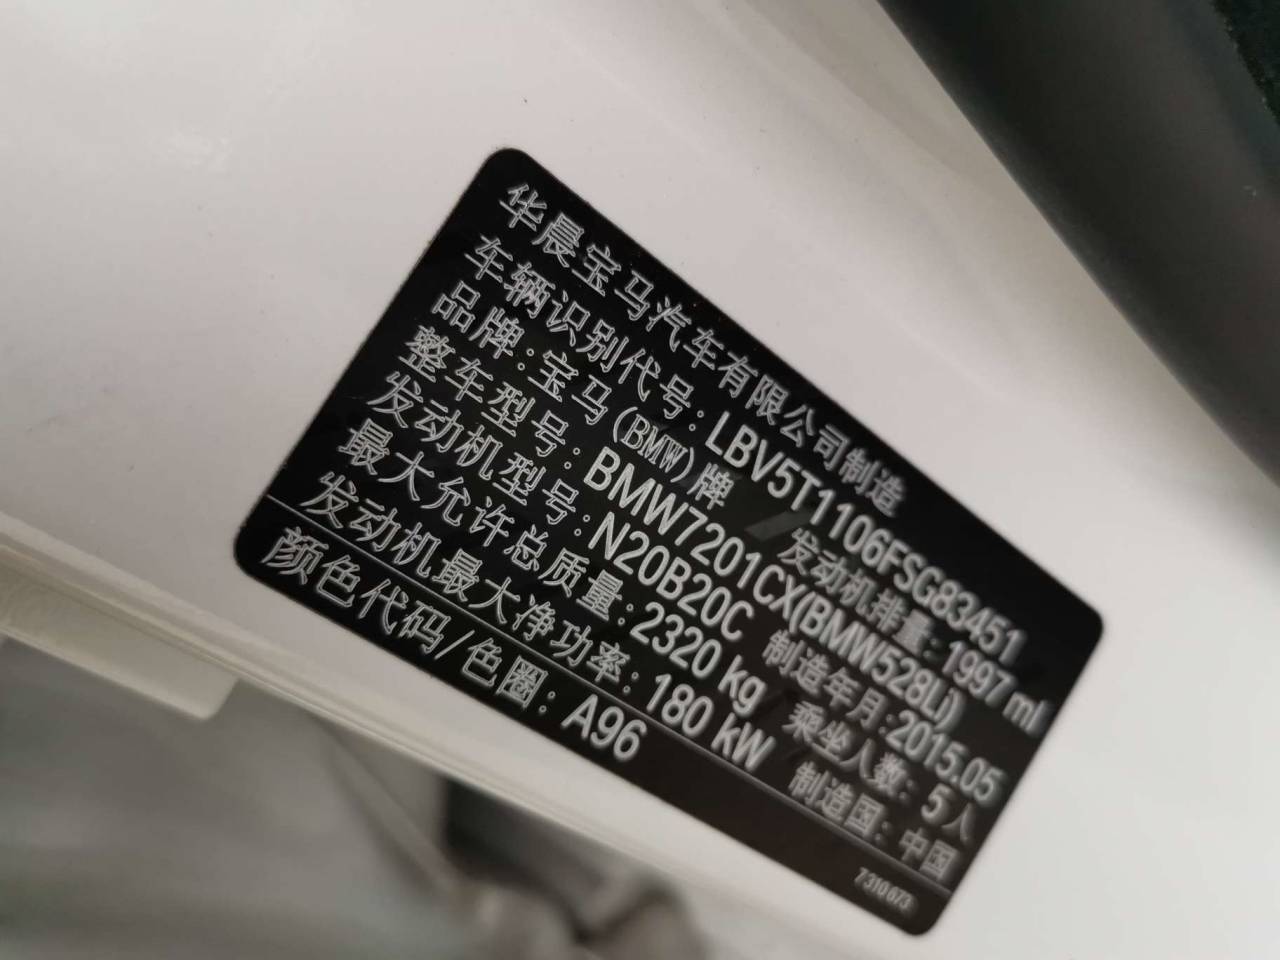 华晨宝马汽车有限公司制造
车辆识别代号: LBV5T1106FSG83451
品牌:宝马(BMW)牌 发动机排量: 1997 ml
整车型号: BMW7201CX(BMW528Li)
发动机型号: N20B20C 制造年月:2015.05
最大允许总质量: 2320 kg 乘坐人数: 5人
发动机最大净功率: 180 kW 制造国: 中国
颜色代码/色圈: A96
7310 673